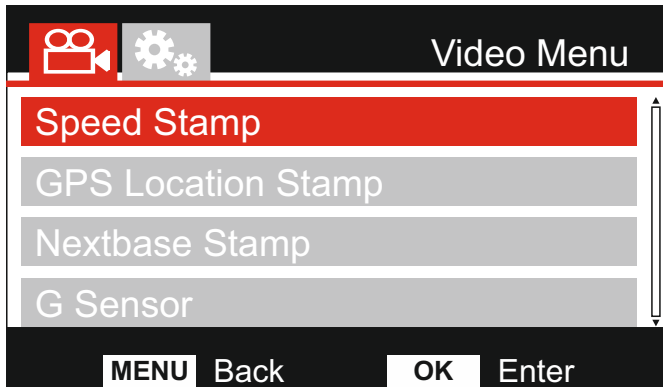 Video Menu
Speed Stamp
GPS Location Stamp
Nextbase Stamp
G Sensor
MENU Back OK Enter